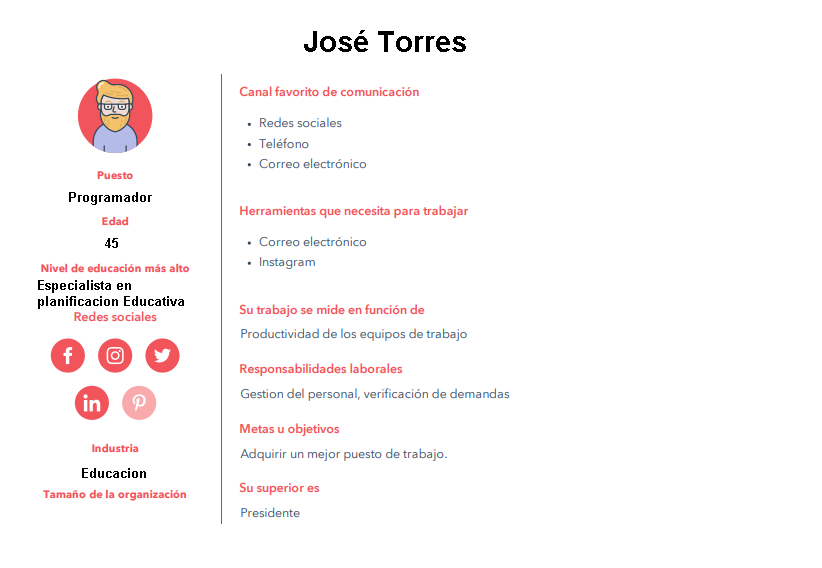 José Torres
Puesto
Programador
Edad
45
Nivel de educación más alto
Especialista en
planificacion Educativa
Redes sociales
Industria
Educacion
Tamaño de la organización
Canal favorito de comunicación
• Redes sociales
• Teléfono
• Correo electrónico
Herramientas que necesita para trabajar
• Correo electrónico
• Instagram
Su trabajo se mide en función de
Productividad de los equipos de trabajo
Responsabilidades laborales
Gestion del personal, verificación de demandas
Metas u objetivos
Adquirir un mejor puesto de trabajo.
Su superior es
Presidente